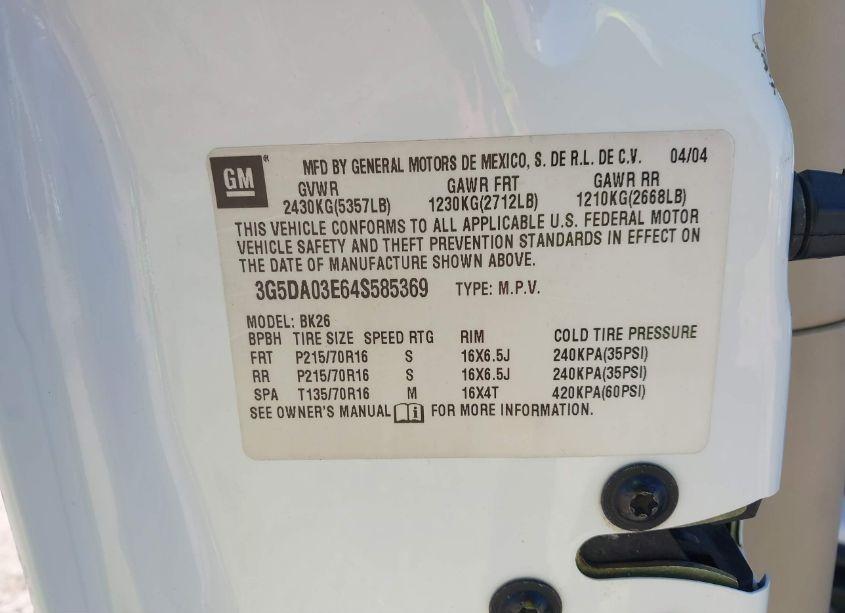 GM ® MFD BY GENERAL MOTORS DE MEXICO, S. DE R.L. DE C.V. 04/04
GVWR GAWR FRT GAWR RR
2430KG(5357LB) 1230KG(2712LB) 1210KG(2668LB)
THIS VEHICLE CONFORMS TO ALL APPLICABLE U.S. FEDERAL MOTOR
VEHICLE SAFETY AND THEFT PREVENTION STANDARDS IN EFFECT ON
THE DATE OF MANUFACTURE SHOWN ABOVE.
3G5DA03E64S585369 TYPE: M.P.V.
MODEL: BK26
BPBH TIRE SIZE SPEED RTG RIM COLD TIRE PRESSURE
FRT P215/70R16 S 16X6.5J 240KPA(35PSI)
RR P215/70R16 S 16X6.5J 240KPA(35PSI)
SPA T135/70R16 M 16X4T 420KPA(60PSI)
SEE OWNER'S MANUAL i FOR MORE INFORMATION.